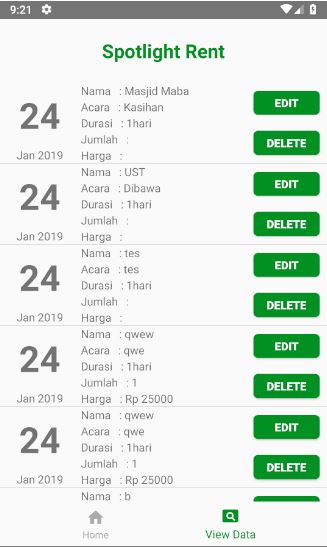 9:21
Spotlight Rent
24
Jan 2019
Nama : Masjid Maba
Acara : Kasihan
Durasi : 1hari
Jumlah :
Harga :
EDIT
DELETE
24
Jan 2019
Nama : UST
Acara : Dibawa
Durasi : 1hari
Jumlah :
Harga :
EDIT
DELETE
24
Jan 2019
Nama : tes
Acara : tes
Durasi : 1hari
Jumlah :
Harga :
EDIT
DELETE
24
Jan 2019
Nama : qwew
Acara : qwe
Durasi : 1hari
Jumlah : 1
Harga : Rp 25000
EDIT
DELETE
24
Jan 2019
Nama : qwew
Acara : qwe
Durasi : 1hari
Jumlah : 1
Harga : Rp 25000
EDIT
DELETE
Nama : b
Home
View Data